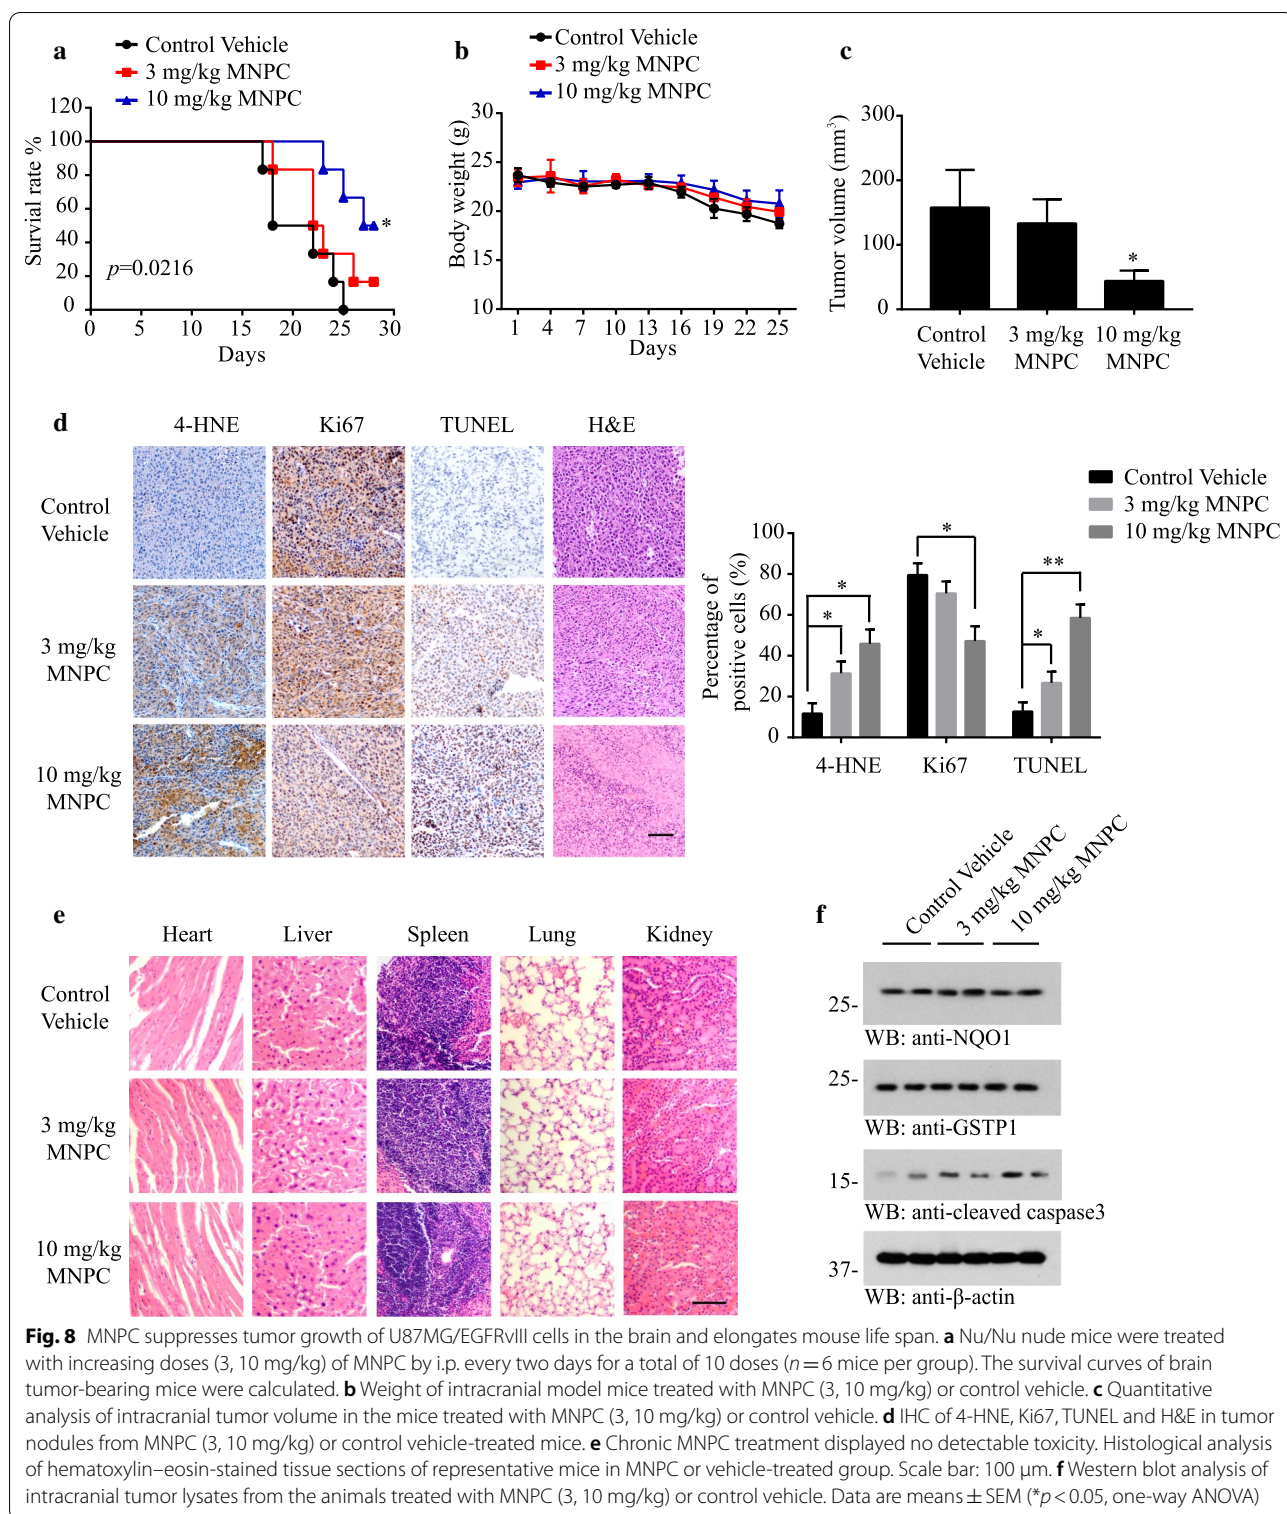 a
Control Vehicle
3 mg/kg MNPC
10 mg/kg MNPC
Survial rate %
120
100
80
60
40
20
0
*
p=0.0216
0 5 10 15 20 25 30
Days
b
Control Vehicle
3 mg/kg MNPC
10 mg/kg MNPC
Body weight (g)
30
25
20
15
10
1 4 7 10 13 16 19 22 25
Days
c
Tumor volume (mm³)
300
200
100
0
*
Control Vehicle
3 mg/kg MNPC
10 mg/kg MNPC
d
4-HNE Ki67 TUNEL H&E
Control
Vehicle
3 mg/kg
MNPC
10 mg/kg
MNPC
Control Vehicle
3 mg/kg MNPC
10 mg/kg MNPC
Percentage of
positive cells (%)
100
80
60
40
20
0
* * * * **
4-HNE Ki67 TUNEL
e
Heart Liver Spleen Lung Kidney
Control
Vehicle
3 mg/kg
MNPC
10 mg/kg
MNPC
f
Control Vehicle
3 mg/kg MNPC
10 mg/kg MNPC
25-
WB: anti-NQO1
25-
WB: anti-GSTP1
15-
WB: anti-cleaved caspase3
37-
WB: anti-β-actin
Fig. 8 MNPC suppresses tumor growth of U87MG/EGFRvIII cells in the brain and elongates mouse life span. a Nu/Nu nude mice were treated
with increasing doses (3, 10 mg/kg) of MNPC by i.p. every two days for a total of 10 doses (n = 6 mice per group). The survival curves of brain
tumor-bearing mice were calculated. b Weight of intracranial model mice treated with MNPC (3, 10 mg/kg) or control vehicle. c Quantitative
analysis of intracranial tumor volume in the mice treated with MNPC (3, 10 mg/kg) or control vehicle. d IHC of 4-HNE, Ki67, TUNEL and H&E in tumor
nodules from MNPC (3, 10 mg/kg) or control vehicle-treated mice. e Chronic MNPC treatment displayed no detectable toxicity. Histological analysis
of hematoxylin–eosin-stained tissue sections of representative mice in MNPC or vehicle-treated group. Scale bar: 100 μm. f Western blot analysis of
intracranial tumor lysates from the animals treated with MNPC (3, 10 mg/kg) or control vehicle. Data are means ± SEM (*p < 0.05, one-way ANOVA)